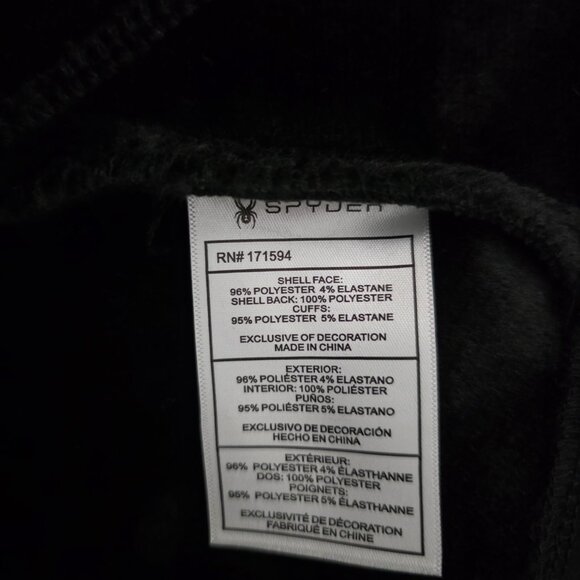 SPYDER
RN# 171594
SHELL FACE:
96% POLYESTER 4% ELASTANE
SHELL BACK: 100% POLYESTER
CUFFS:
95% POLYESTER 5% ELASTANE
EXCLUSIVE OF DECORATION
MADE IN CHINA
EXTERIOR:
96% POLIÉSTER 4% ELASTANO
INTERIOR: 100% POLIÉSTER
PUÑOS:
95% POLIÉSTER 5% ELASTANO
EXCLUSIVO DE DECORACIÓN
HECHO EN CHINA
EXTÉRIEUR:
96% POLYESTER 4% ÉLASTHANNE
DOS: 100% POLYESTER
POIGNETS:
95% POLYESTER 5% ÉLASTHANNE
EXCLUSIVITÉ DE DÉCORATION
FABRIQUÉ EN CHINE